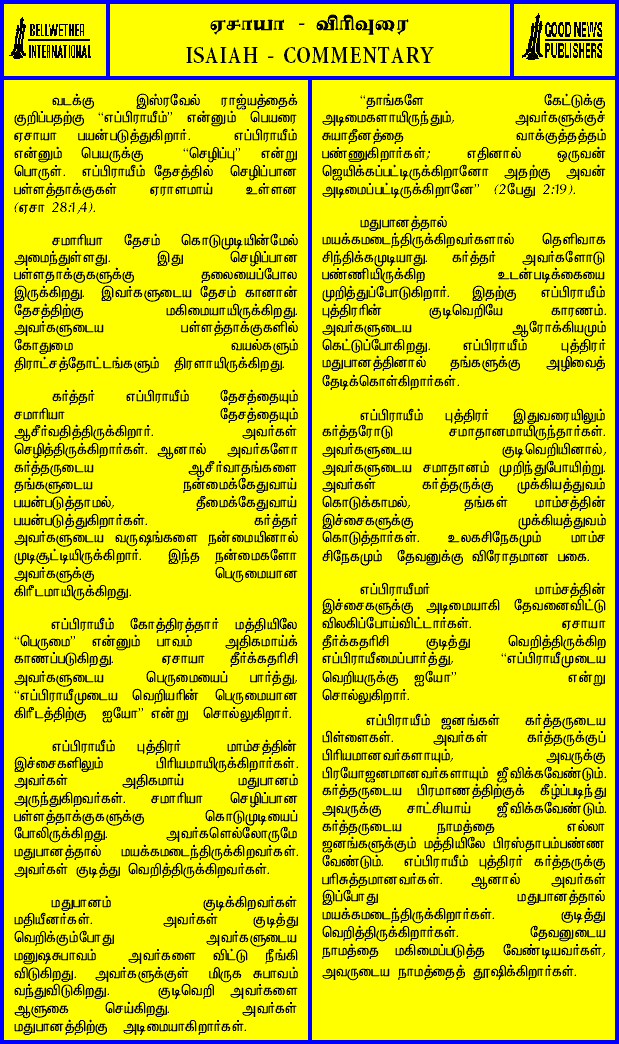 BELLWETHER
INTERNATIONAL
ஏசாயா - விரிவுரை
ISAIAH - COMMENTARY
GOOD NEWS
PUBLISHERS
வடக்கு இஸ்ரவேல் ராஜ்யத்தைக்
குறிப்பதற்கு “எப்பிராயீம்” என்னும் பெயரை
ஏசாயா பயன்படுத்துகிறார். எப்பிராயீம்
என்னும் பெயருக்கு “செழிப்பு” என்று
பொருள். எப்பிராயீம் தேசத்தில் செழிப்பான
பள்ளத்தாக்குகள் ஏராளமாய் உள்ளன
(ஏசா 28:1,4).
சமாரியா தேசம் கொடுமுடியின்மேல்
அமைந்துள்ளது. இது செழிப்பான
பள்ளதாக்குகளுக்கு தலையைப்போல
இருக்கிறது. இவர்களுடைய தேசம் கானான்
தேசத்திற்கு மகிமையாயிருக்கிறது.
அவர்களுடைய பள்ளத்தாக்குகளில்
கோதுமை வயல்களும்
திராட்சத்தோட்டங்களும் திரளாயிருக்கிறது.
கர்த்தர் எப்பிராயீம் தேசத்தையும்
சமாரியா தேசத்தையும்
ஆசீர்வதித்திருக்கிறார். அவர்கள்
செழித்திருக்கிறார்கள். ஆனால் அவர்களோ
கர்த்தருடைய ஆசீர்வாதங்களை
தங்களுடைய நன்மைக்கேதுவாய்
பயன்படுத்தாமல், தீமைக்கேதுவாய்
பயன்படுத்துகிறார்கள். கர்த்தர்
அவர்களுடைய வருஷங்களை நன்மையினால்
முடிசூட்டியிருக்கிறார். இந்த நன்மைகளோ
அவர்களுக்கு பெருமையான
கிரீடமாயிருக்கிறது.
எப்பிராயீம் கோத்திரத்தார் மத்தியிலே
“பெருமை” என்னும் பாவம் அதிகமாய்க்
காணப்படுகிறது. ஏசாயா தீர்க்கதரிசி
அவர்களுடைய பெருமையைப் பார்த்து,
“எப்பிராயீமுடைய வெறியரின் பெருமையான
கிரீடத்திற்கு ஐயோ” என்று சொல்லுகிறார்.
எப்பிராயீம் புத்திரர் மாம்சத்தின்
இச்சைகளிலும் பிரியமாயிருக்கிறார்கள்.
அவர்கள் அதிகமாய் மதுபானம்
அருந்துகிறவர்கள். சமாரியா செழிப்பான
பள்ளத்தாக்குகளுக்கு கொடுமுடியைப்
போலிருக்கிறது. அவர்களெல்லோருமே
மதுபானத்தால் மயக்கமடைந்திருக்கிறவர்கள்.
அவர்கள் குடித்து வெறித்திருக்கிறவர்கள்.
மதுபானம் குடிக்கிறவர்கள்
மதியீனர்கள். அவர்கள் குடித்து
வெறிக்கும்போது அவர்களுடைய
மனுஷசுபாவம் அவர்களை விட்டு நீங்கி
விடுகிறது. அவர்களுக்குள் மிருக சுபாவம்
வந்துவிடுகிறது. குடிவெறி அவர்களை
ஆளுகை செய்கிறது. அவர்கள்
மதுபானத்திற்கு அடிமையாகிறார்கள்.
“தாங்களே கேட்டுக்கு
அடிமைகளாயிருந்தும், அவர்களுக்குச்
சுயாதீனத்தை வாக்குத்தத்தம்
பண்ணுகிறார்கள்; எதினால் ஒருவன்
ஜெயிக்கப்பட்டிருக்கிறானோ அதற்கு அவன்
அடிமைப்பட்டிருக்கிறானே” (2பேது 2:19).
மதுபானத்தால்
மயக்கமடைந்திருக்கிறவர்களால் தெளிவாக
சிந்திக்கமுடியாது. கர்த்தர் அவர்களோடு
பண்ணியிருக்கிற உடன்படிக்கையை
முறித்துப்போடுகிறார். இதற்கு எப்பிராயீம்
புத்திரரின் குடிவெறியே காரணம்.
அவர்களுடைய ஆரோக்கியமும்
கெட்டுப்போகிறது. எப்பிராயீம் புத்திரர்
மதுபானத்தினால் தங்களுக்கு அழிவைத்
தேடிக்கொள்கிறார்கள்.
எப்பிராயீம் புத்திரர் இதுவரையிலும்
கர்த்தரோடு சமாதானமாயிருந்தார்கள்.
அவர்களுடைய குடிவெறியினால்,
அவர்களுடைய சமாதானம் முறிந்துபோயிற்று.
அவர்கள் கர்த்தருக்கு முக்கியத்துவம்
கொடுக்காமல், தங்கள் மாம்சத்தின்
இச்சைகளுக்கு முக்கியத்துவம்
கொடுத்தார்கள். உலகசிநேகமும் மாம்ச
சிநேகமும் தேவனுக்கு விரோதமான பகை.
எப்பிராயீமர் மாம்சத்தின்
இச்சைகளுக்கு அடிமையாகி தேவனைவிட்டு
விலகிப்போய்விட்டார்கள். ஏசாயா
தீர்க்கதரிசி குடித்து வெறித்திருக்கிற
எப்பிராயீமைப்பார்த்து, “எப்பிராயீமுடைய
வெறியருக்கு ஐயோ” என்று
சொல்லுகிறார்.
எப்பிராயீம் ஜனங்கள் கர்த்தருடைய
பிள்ளைகள். அவர்கள் கர்த்தருக்குப்
பிரியமானவர்களாயும், அவருக்கு
பிரயோஜனமானவர்களாயும் ஜீவிக்கவேண்டும்.
கர்த்தருடைய பிரமாணத்திற்குக் கீழ்ப்படிந்து
அவருக்கு சாட்சியாய் ஜீவிக்கவேண்டும்.
கர்த்தருடைய நாமத்தை எல்லா
ஜனங்களுக்கும் மத்தியிலே பிரஸ்தாபம்பண்ண
வேண்டும். எப்பிராயீம் புத்திரர் கர்த்தருக்கு
பரிசுத்தமானவர்கள். ஆனால் அவர்கள்
இப்போது மதுபானத்தால்
மயக்கமடைந்திருக்கிறார்கள். குடித்து
வெறித்திருக்கிறார்கள். தேவனுடைய
நாமத்தை மகிமைப்படுத்த வேண்டியவர்கள்,
அவருடைய நாமத்தைத் தூஷிக்கிறார்கள்.